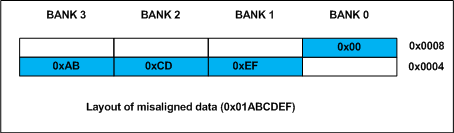 BANK 3 BANK 2 BANK 1 BANK 0
0x00 0x0008
0xAB 0xCD 0xEF 0x0004
Layout of misaligned data (0x01ABCDEF)